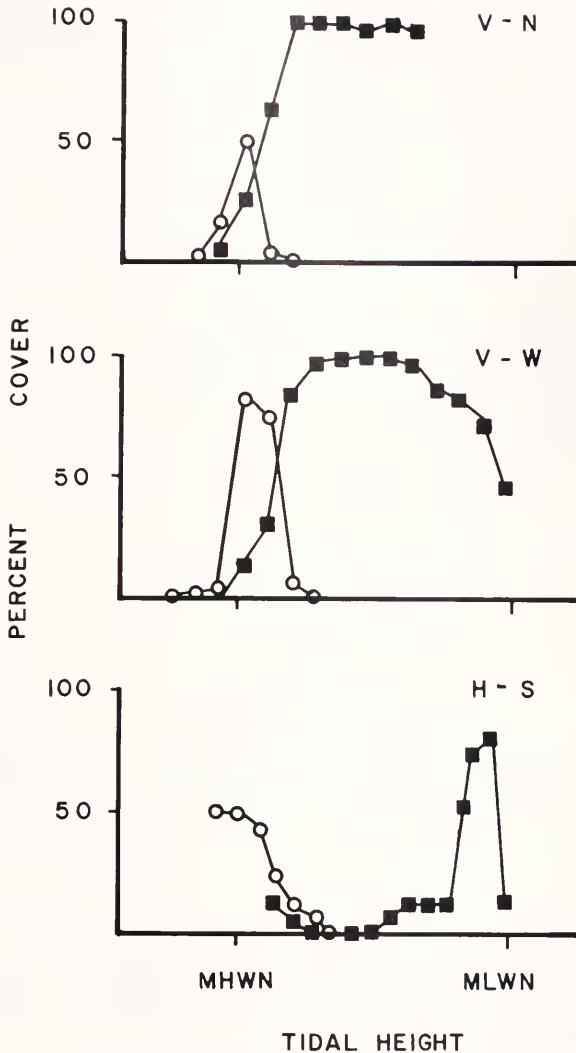 100
V - N
50
100
V - W
50
PERCENT COVER
100
H - S
50
MHWN
MLWN
TIDAL HEIGHT